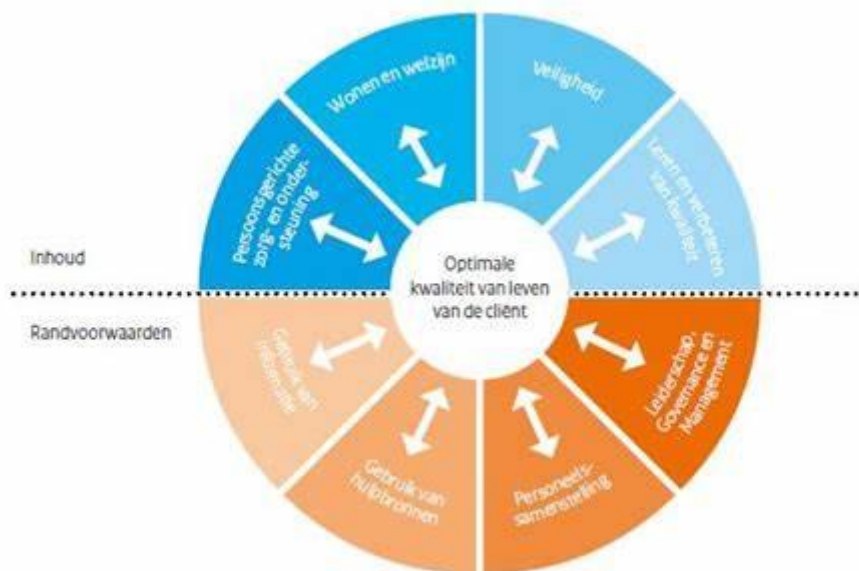 Wonen en welzijn
Veiligheid
Persoonsgerichte
zorg- en onder-
steuning
Leren en verbeteren
van kwaliteit
Inhoud
Optimale
kwaliteit van leven
van de cliënt
Randvoorwaarden
Gebruik van
informatie
Leiderschap,
Governance en
Management
Gebruik van
hulpbronnen
Personeels-
samenstelling